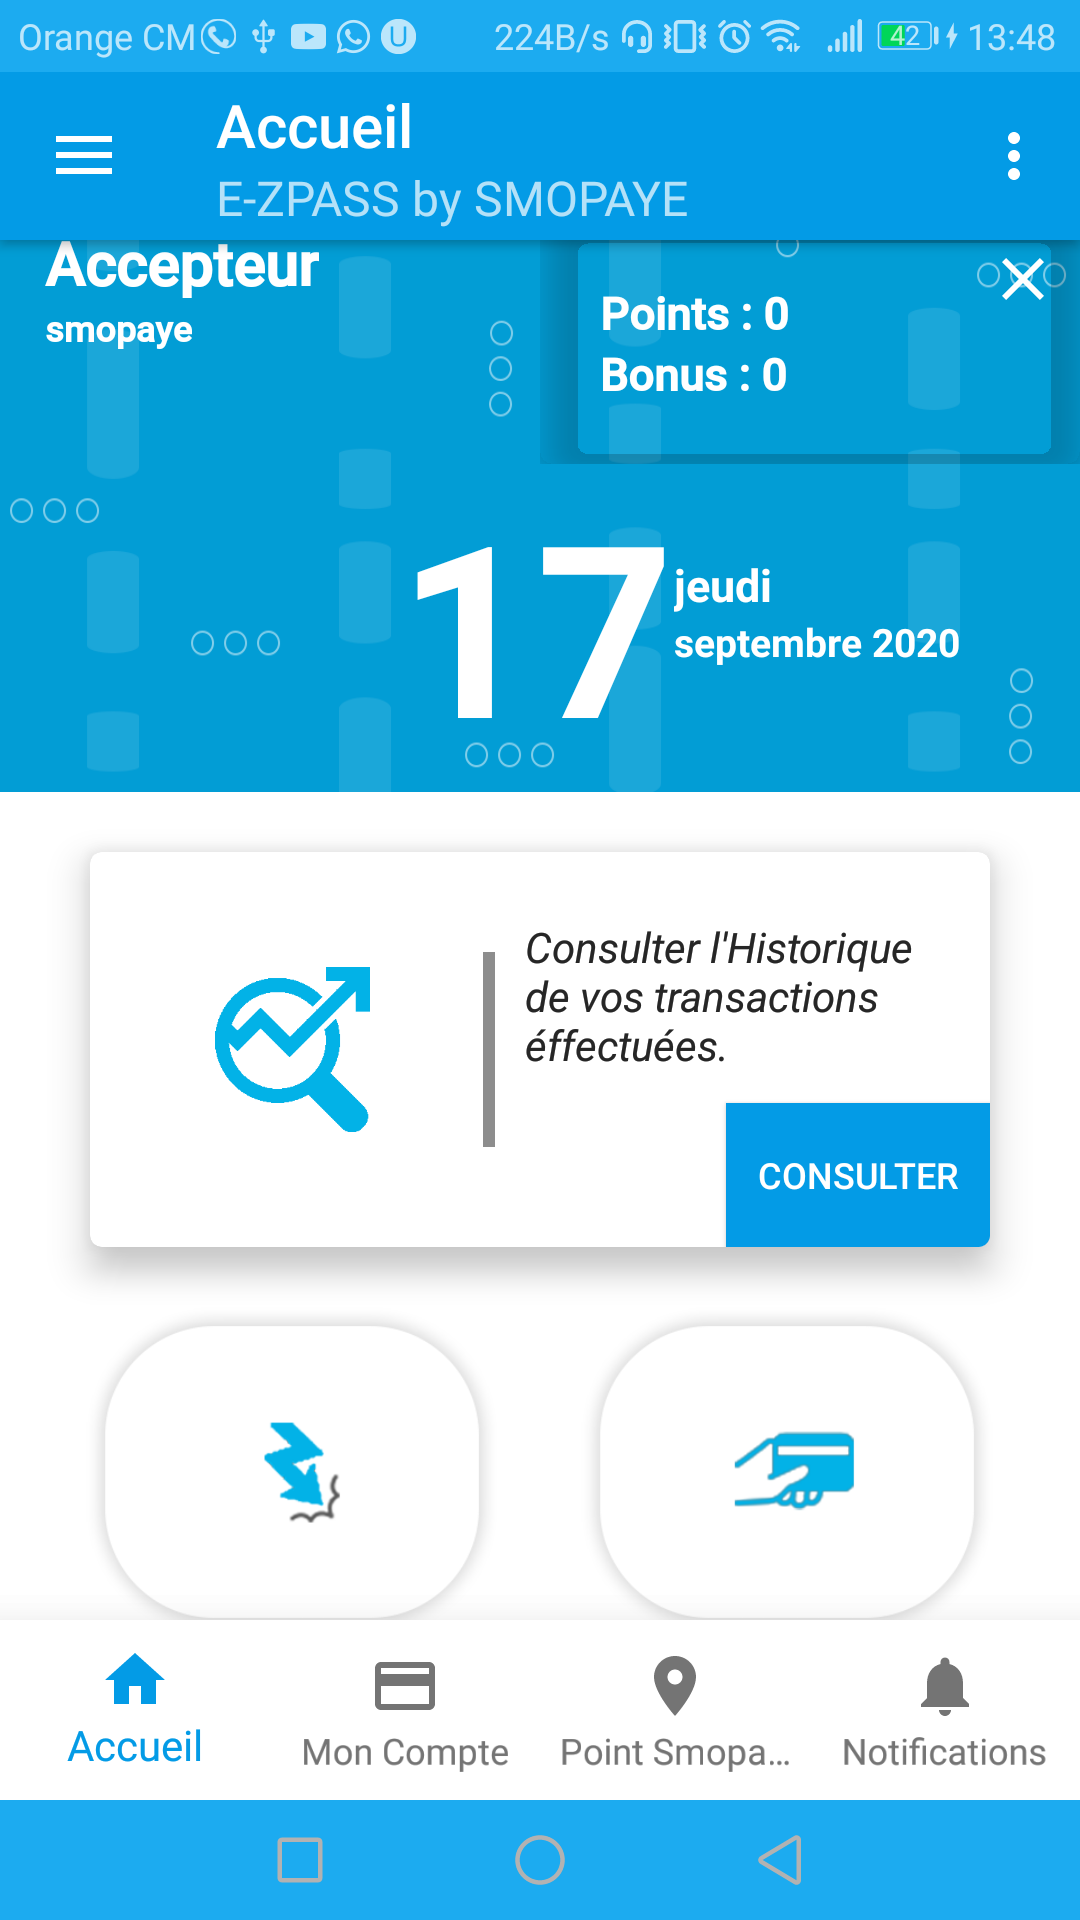 Orange CM
224B/s
42
13:48
Accueil
E-ZPASS by SMOPAYE
Accepteur
smopaye
Points : 0
Bonus : 0
17
jeudi
septembre 2020
Consulter l'Historique
de vos transactions
éffectuées.
CONSULTER
Accueil
Mon Compte
Point Smopa...
Notifications